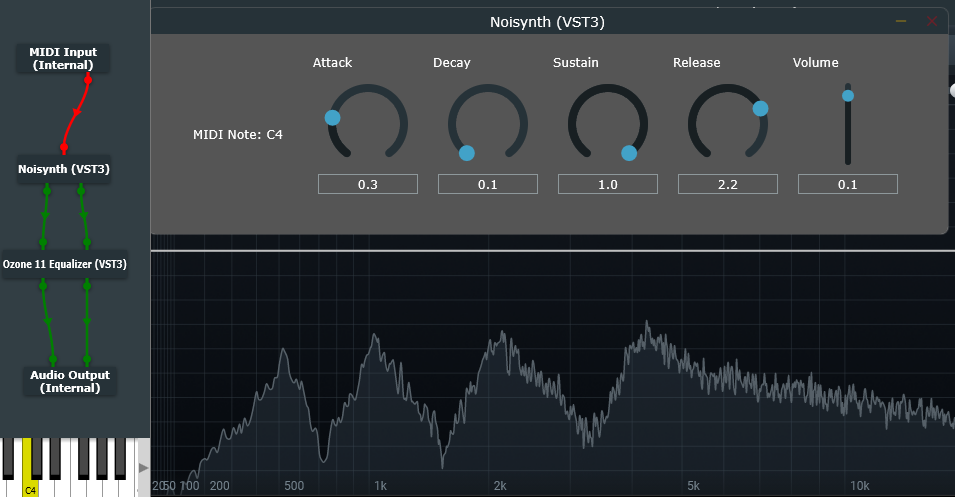 Noisynth (VST3)
MIDI Input
(Internal)
Noisynth (VST3)
Ozone 11 Equalizer (VST3)
Audio Output
(Internal)
C4
MIDI Note: C4
Attack Decay Sustain Release Volume
0.3 0.1 1.0 2.2 0.1
20 50 100 200 500 1k 2k 5k 10k